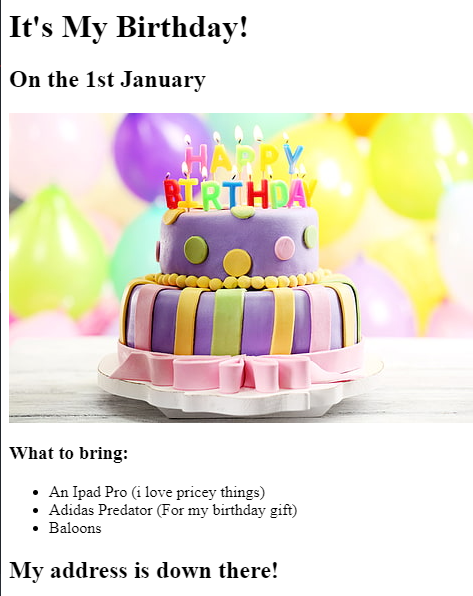 It's My Birthday!
On the 1st January
HAPPY
BIRTHDAY
What to bring:
An Ipad Pro (i love pricey things)
Adidas Predator (For my birthday gift)
Baloons
My address is down there!